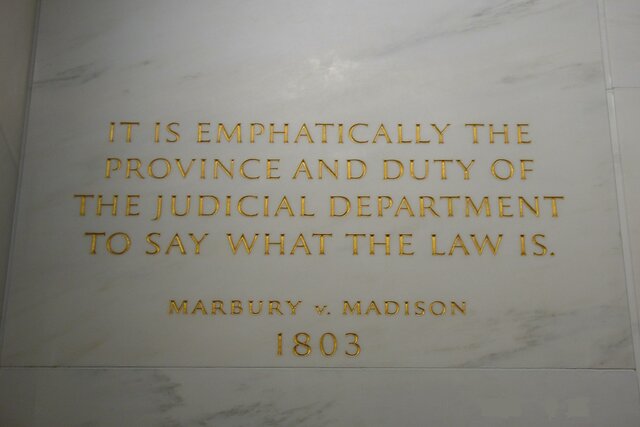 IT IS EMPHATICALLY THE
PROVINCE AND DUTY OF
THE JUDICIAL DEPARTMENT
TO SAY WHAT THE LAW IS.
MARBURY v. MADISON
1803